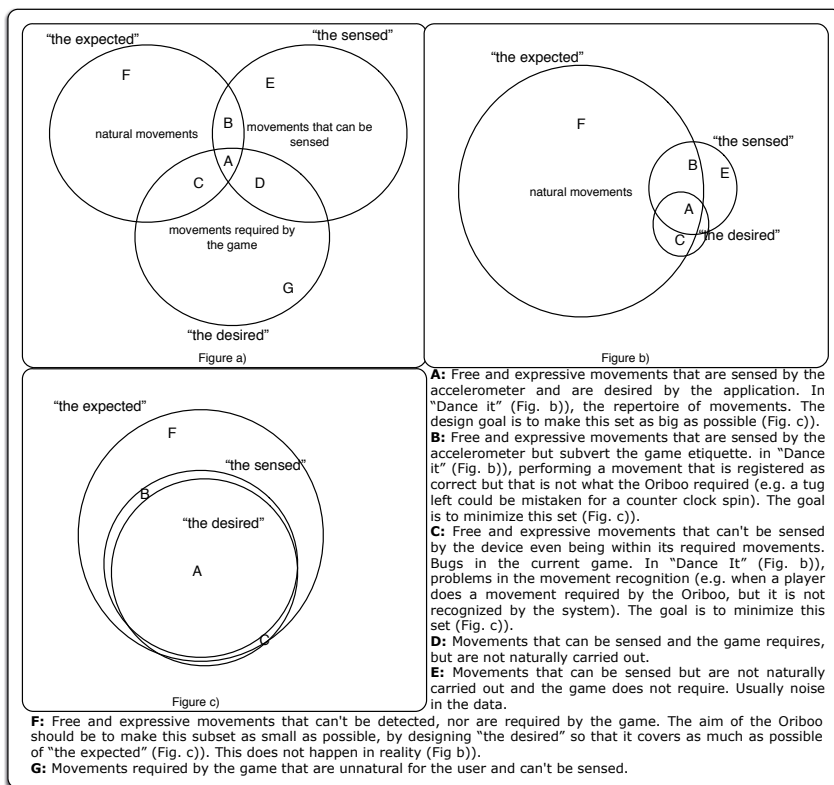 “the expected”
“the sensed”
F
E
B
natural movements
movements that can be
sensed
A
C
D
movements required by
the game
G
“the desired”
Figure a)
“the expected”
F
“the sensed”
B
E
natural movements
A
C
“the desired”
Figure b)
“the expected”
F
“the sensed”
B
“the desired”
A
C
Figure c)
A: Free and expressive movements that are sensed by the
accelerometer and are desired by the application. In
“Dance it” (Fig. b)), the repertoire of movements. The
design goal is to make this set as big as possible (Fig. c)).
B: Free and expressive movements that are sensed by the
accelerometer but subvert the game etiquette. in “Dance
it” (Fig. b)), performing a movement that is registered as
correct but that is not what the Oriboo required (e.g. a tug
left could be mistaken for a counter clock spin). The goal
is to minimize this set (Fig. c)).
C: Free and expressive movements that can't be sensed
by the device even being within its required movements.
Bugs in the current game. In “Dance It” (Fig. b)),
problems in the movement recognition (e.g. when a player
does a movement required by the Oriboo, but it is not
recognized by the system). The goal is to minimize this
set (Fig. c)).
D: Movements that can be sensed and the game requires,
but are not naturally carried out.
E: Movements that can be sensed but are not naturally
carried out and the game does not require. Usually noise
in the data.
F: Free and expressive movements that can't be detected, nor are required by the game. The aim of the Oriboo
should be to make this subset as small as possible, by designing “the desired” so that it covers as much as possible
of “the expected” (Fig. c)). This does not happen in reality (Fig b)).
G: Movements required by the game that are unnatural for the user and can't be sensed.